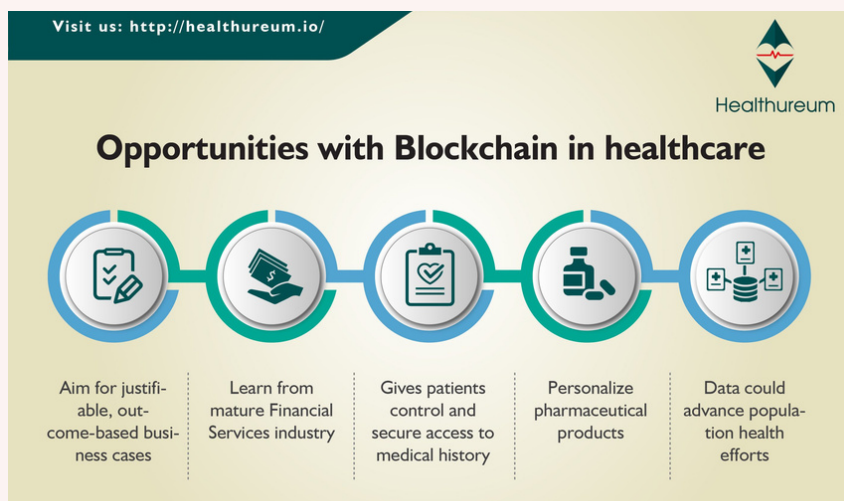 Visit us: http://healthureum.io/
Healthureum
Opportunities with Blockchain in healthcare
$
Aim for justifi-
able, out-
come-based busi-
ness cases
Learn from
mature Financial
Services industry
Gives patients
control and
secure access to
medical history
Personalize
pharmaceutical
products
Data could
advance popula-
tion health
efforts